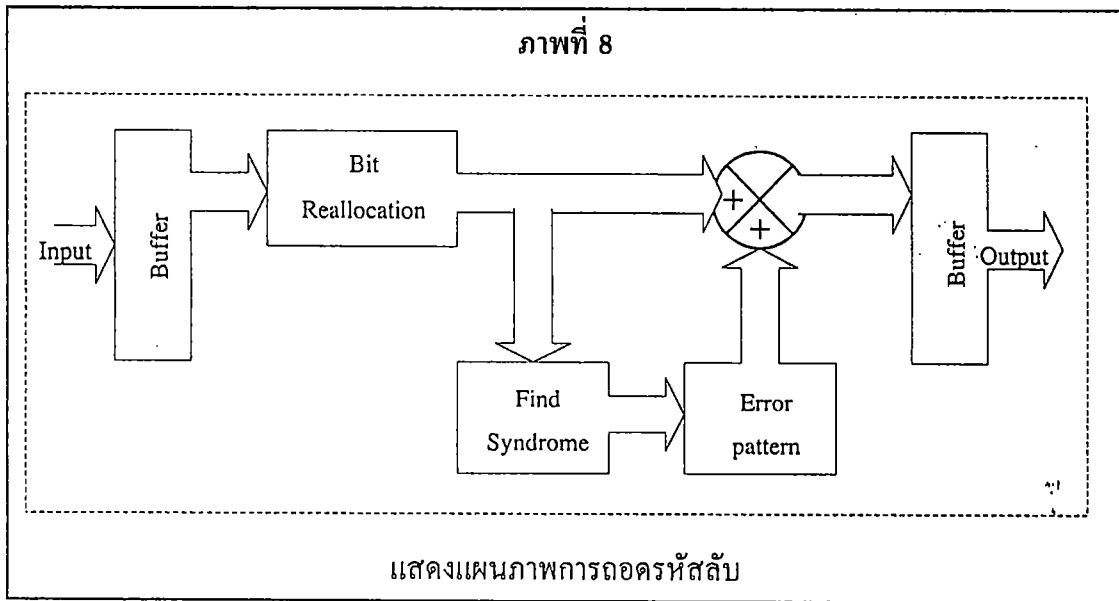 ภาพที่ 8
Input
Buffer
Bit
Reallocation
+
+
Buffer
Output
Find
Syndrome
Error
pattern
แสดงแผนภาพการถอดรหัสลับ